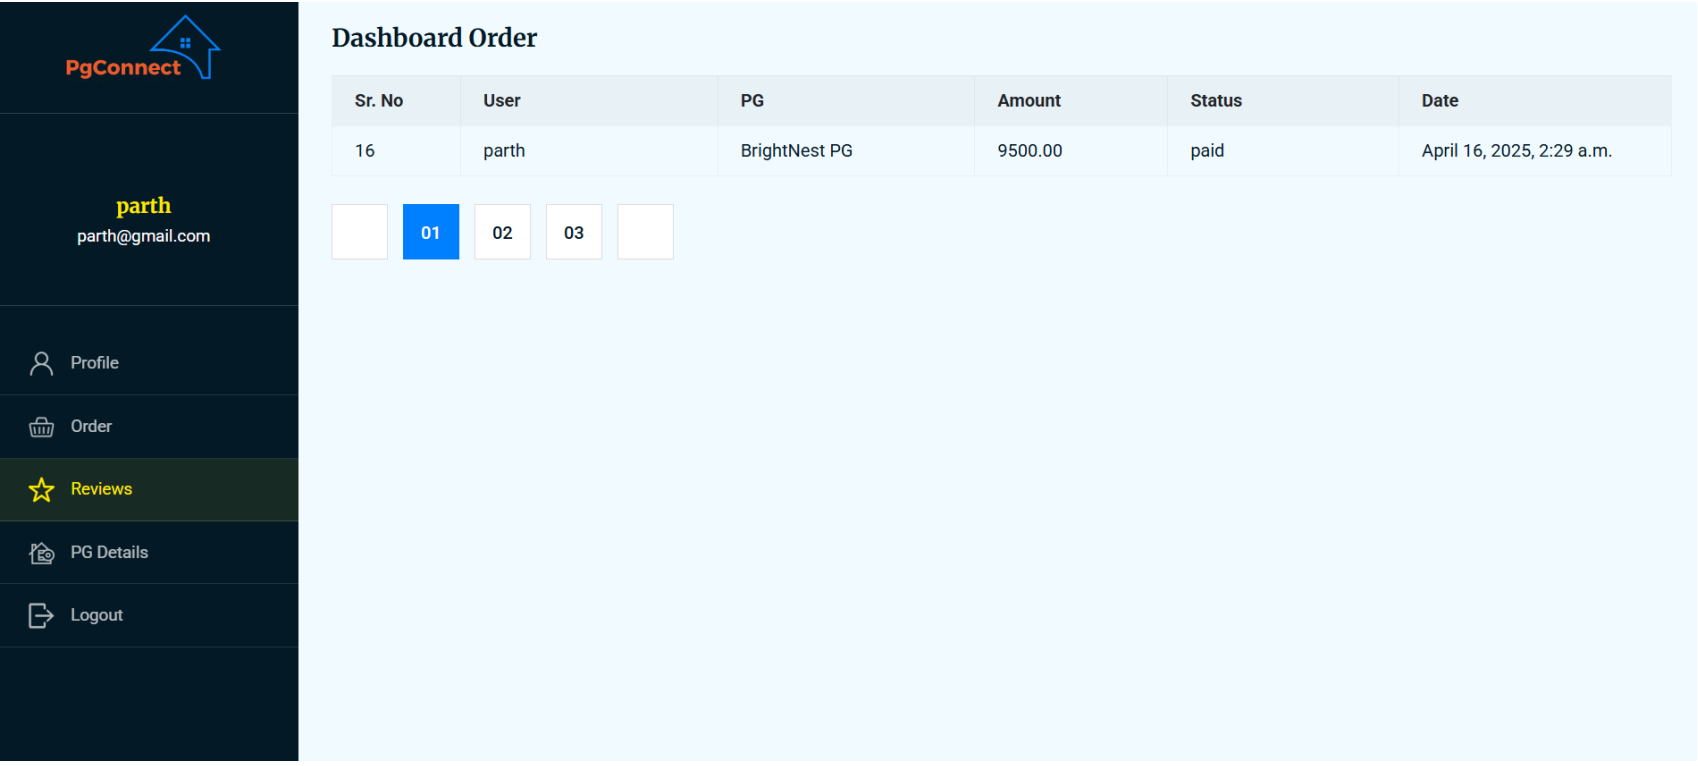 PgConnect
parth
parth@gmail.com
Profile
Order
Reviews
PG Details
Logout
Dashboard Order
Sr. No User PG Amount Status Date
16 parth BrightNest PG 9500.00 paid April 16, 2025, 2:29 a.m.
01 02 03